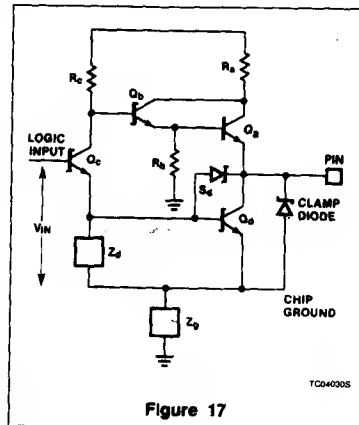 Rc
Ra
Qb
LOGIC
INPUT
Qc
Qa
Rb
Sd
PIN
VIN
Qd
CLAMP
DIODE
Zd
CHIP
GROUND
Zg
TC04030S
Figure 17